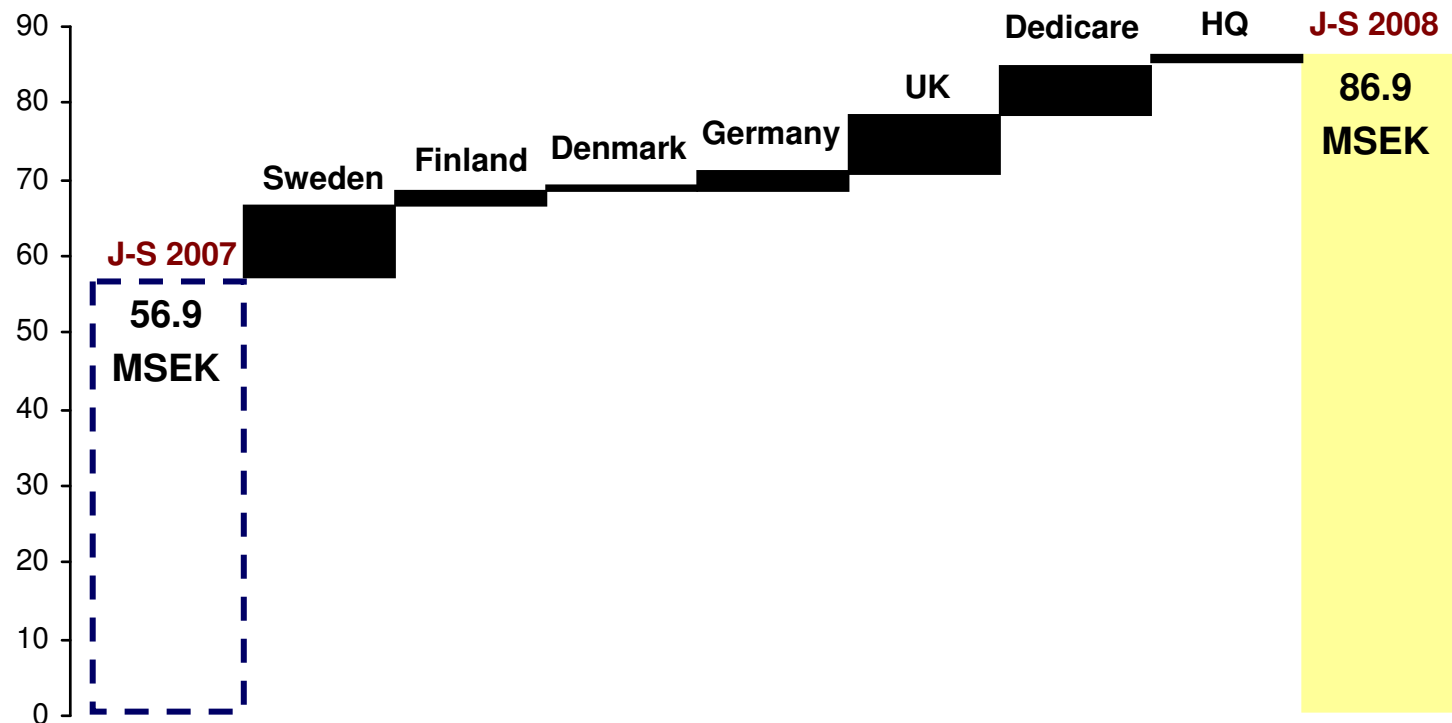 90
80
70
60
50
40
30
20
10
0
J-S 2007
56.9
MSEK
Sweden
Finland
Denmark
Germany
UK
Dedicare
HQ
J-S 2008
86.9
MSEK